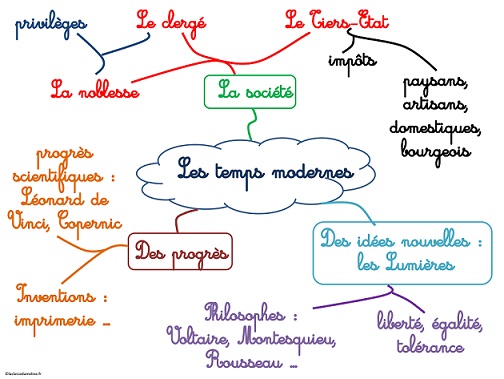 privilèges
Le clergé
Le Tiers-Etat
impôts
La noblesse
La société
paysans,
artisans,
domestiques,
bourgeois
Les temps modernes
progrès
scientifiques :
Léonard de
Vinci, Copernic
Des progrès
Inventions :
imprimerie ...
Des idées nouvelles :
les Lumières
Philosophes :
Voltaire, Montesquieu,
Rousseau ...
liberté, égalité,
tolérance